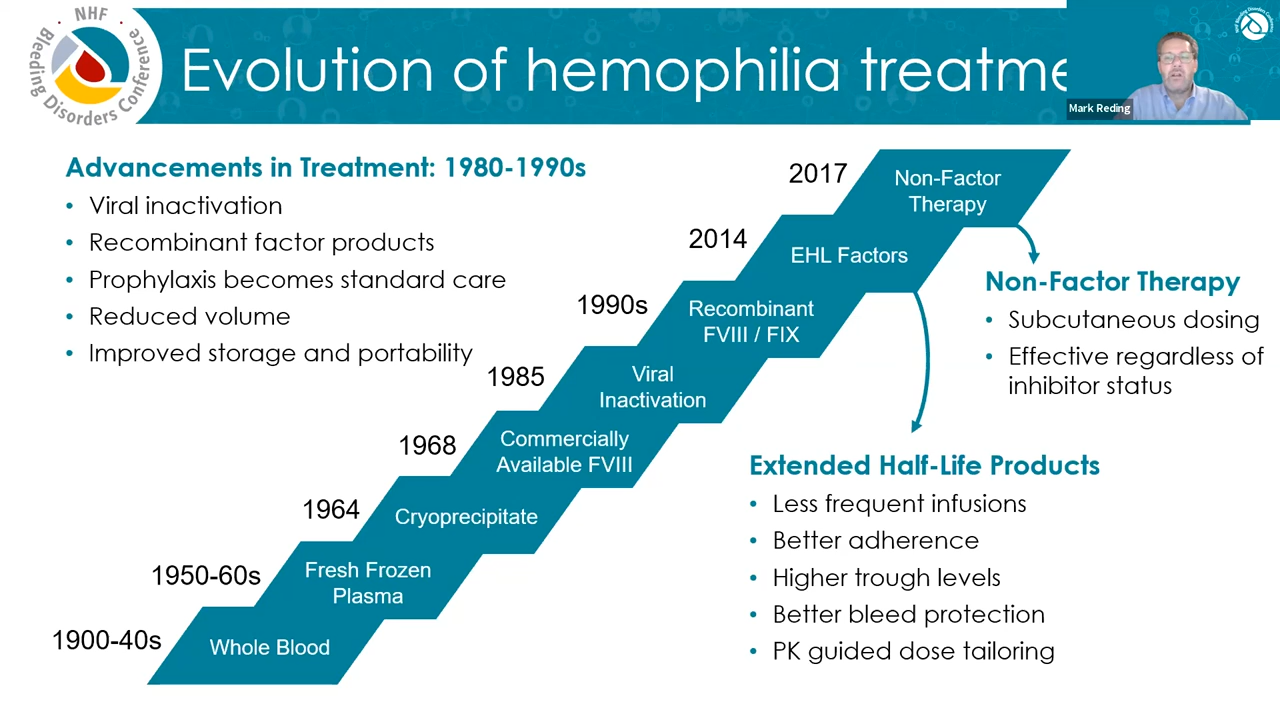 NHF
Bleeding Disorders Conference
Evolution of hemophilia treatme
Mark Reding
Advancements in Treatment: 1980-1990s
• Viral inactivation
• Recombinant factor products
• Prophylaxis becomes standard care
• Reduced volume
• Improved storage and portability
2017
Non-Factor
Therapy
2014
EHL Factors
1990s
Recombinant
FVIII / FIX
1985
Viral
Inactivation
1968
Commercially
Available FVIII
1964
Cryoprecipitate
1950-60s
Fresh Frozen
Plasma
1900-40s
Whole Blood
Non-Factor Therapy
• Subcutaneous dosing
• Effective regardless of
inhibitor status
Extended Half-Life Products
• Less frequent infusions
• Better adherence
• Higher trough levels
• Better bleed protection
• PK guided dose tailoring